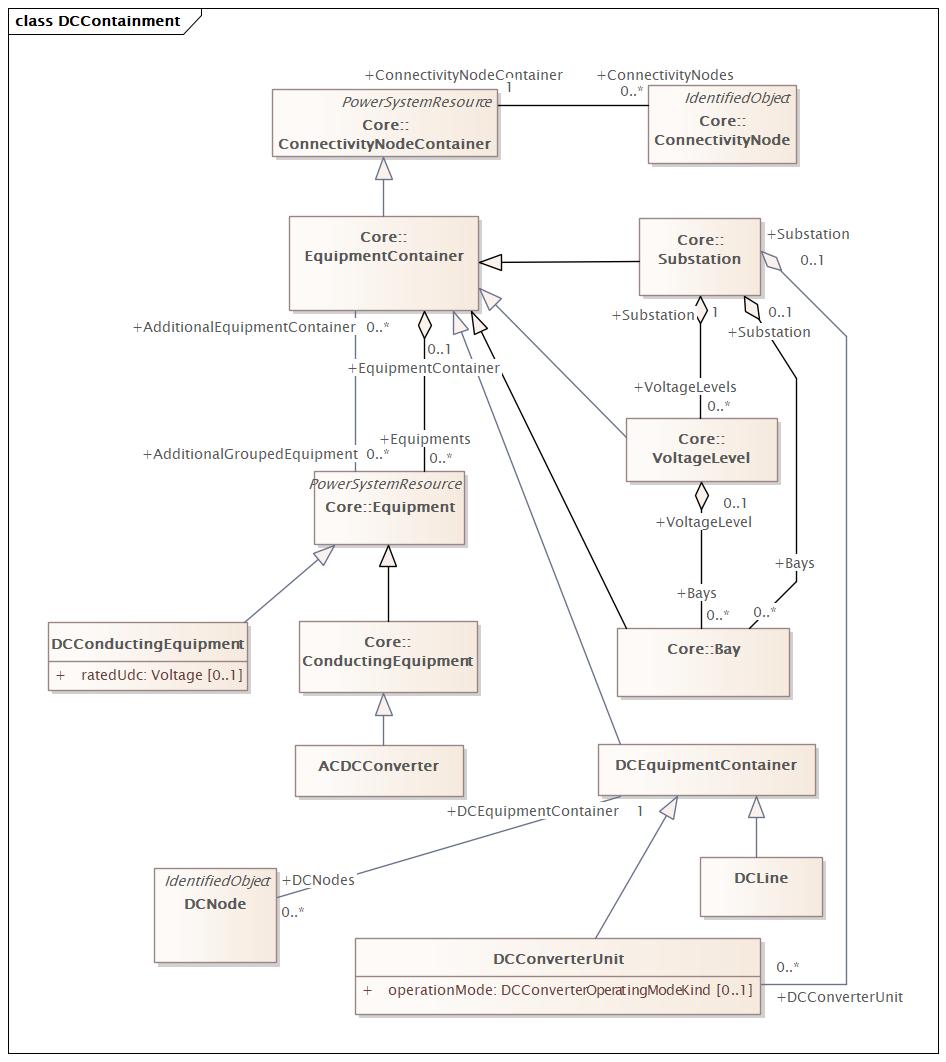 class DCContainment
+ConnectivityNodeContainer
+ConnectivityNodes
1
0..*
PowerSystemResource
Core::
ConnectivityNodeContainer
IdentifiedObject
Core::
ConnectivityNode
Core::
EquipmentContainer
Core::
Substation
+Substation
0..1
+AdditionalEquipmentContainer
0..*
0..1
+EquipmentContainer
+Substation
1
0..1
+Substation
+VoltageLevels
0..*
+Equipments
0..*
+AdditionalGroupedEquipment
0..*
Core::
VoltageLevel
PowerSystemResource
Core::Equipment
0..1
+VoltageLevel
+Bays
+Bays
0..*
0..*
DCConductingEquipment
+ ratedUdc: Voltage [0..1]
Core::
ConductingEquipment
Core::Bay
ACDCConverter
DCEquipmentContainer
+DCEquipmentContainer
1
IdentifiedObject
DCNode
+DCNodes
0..*
DCLine
DCConverterUnit
+ operationMode: DCConverterOperatingModeKind [0..1]
0..*
+DCConverterUnit